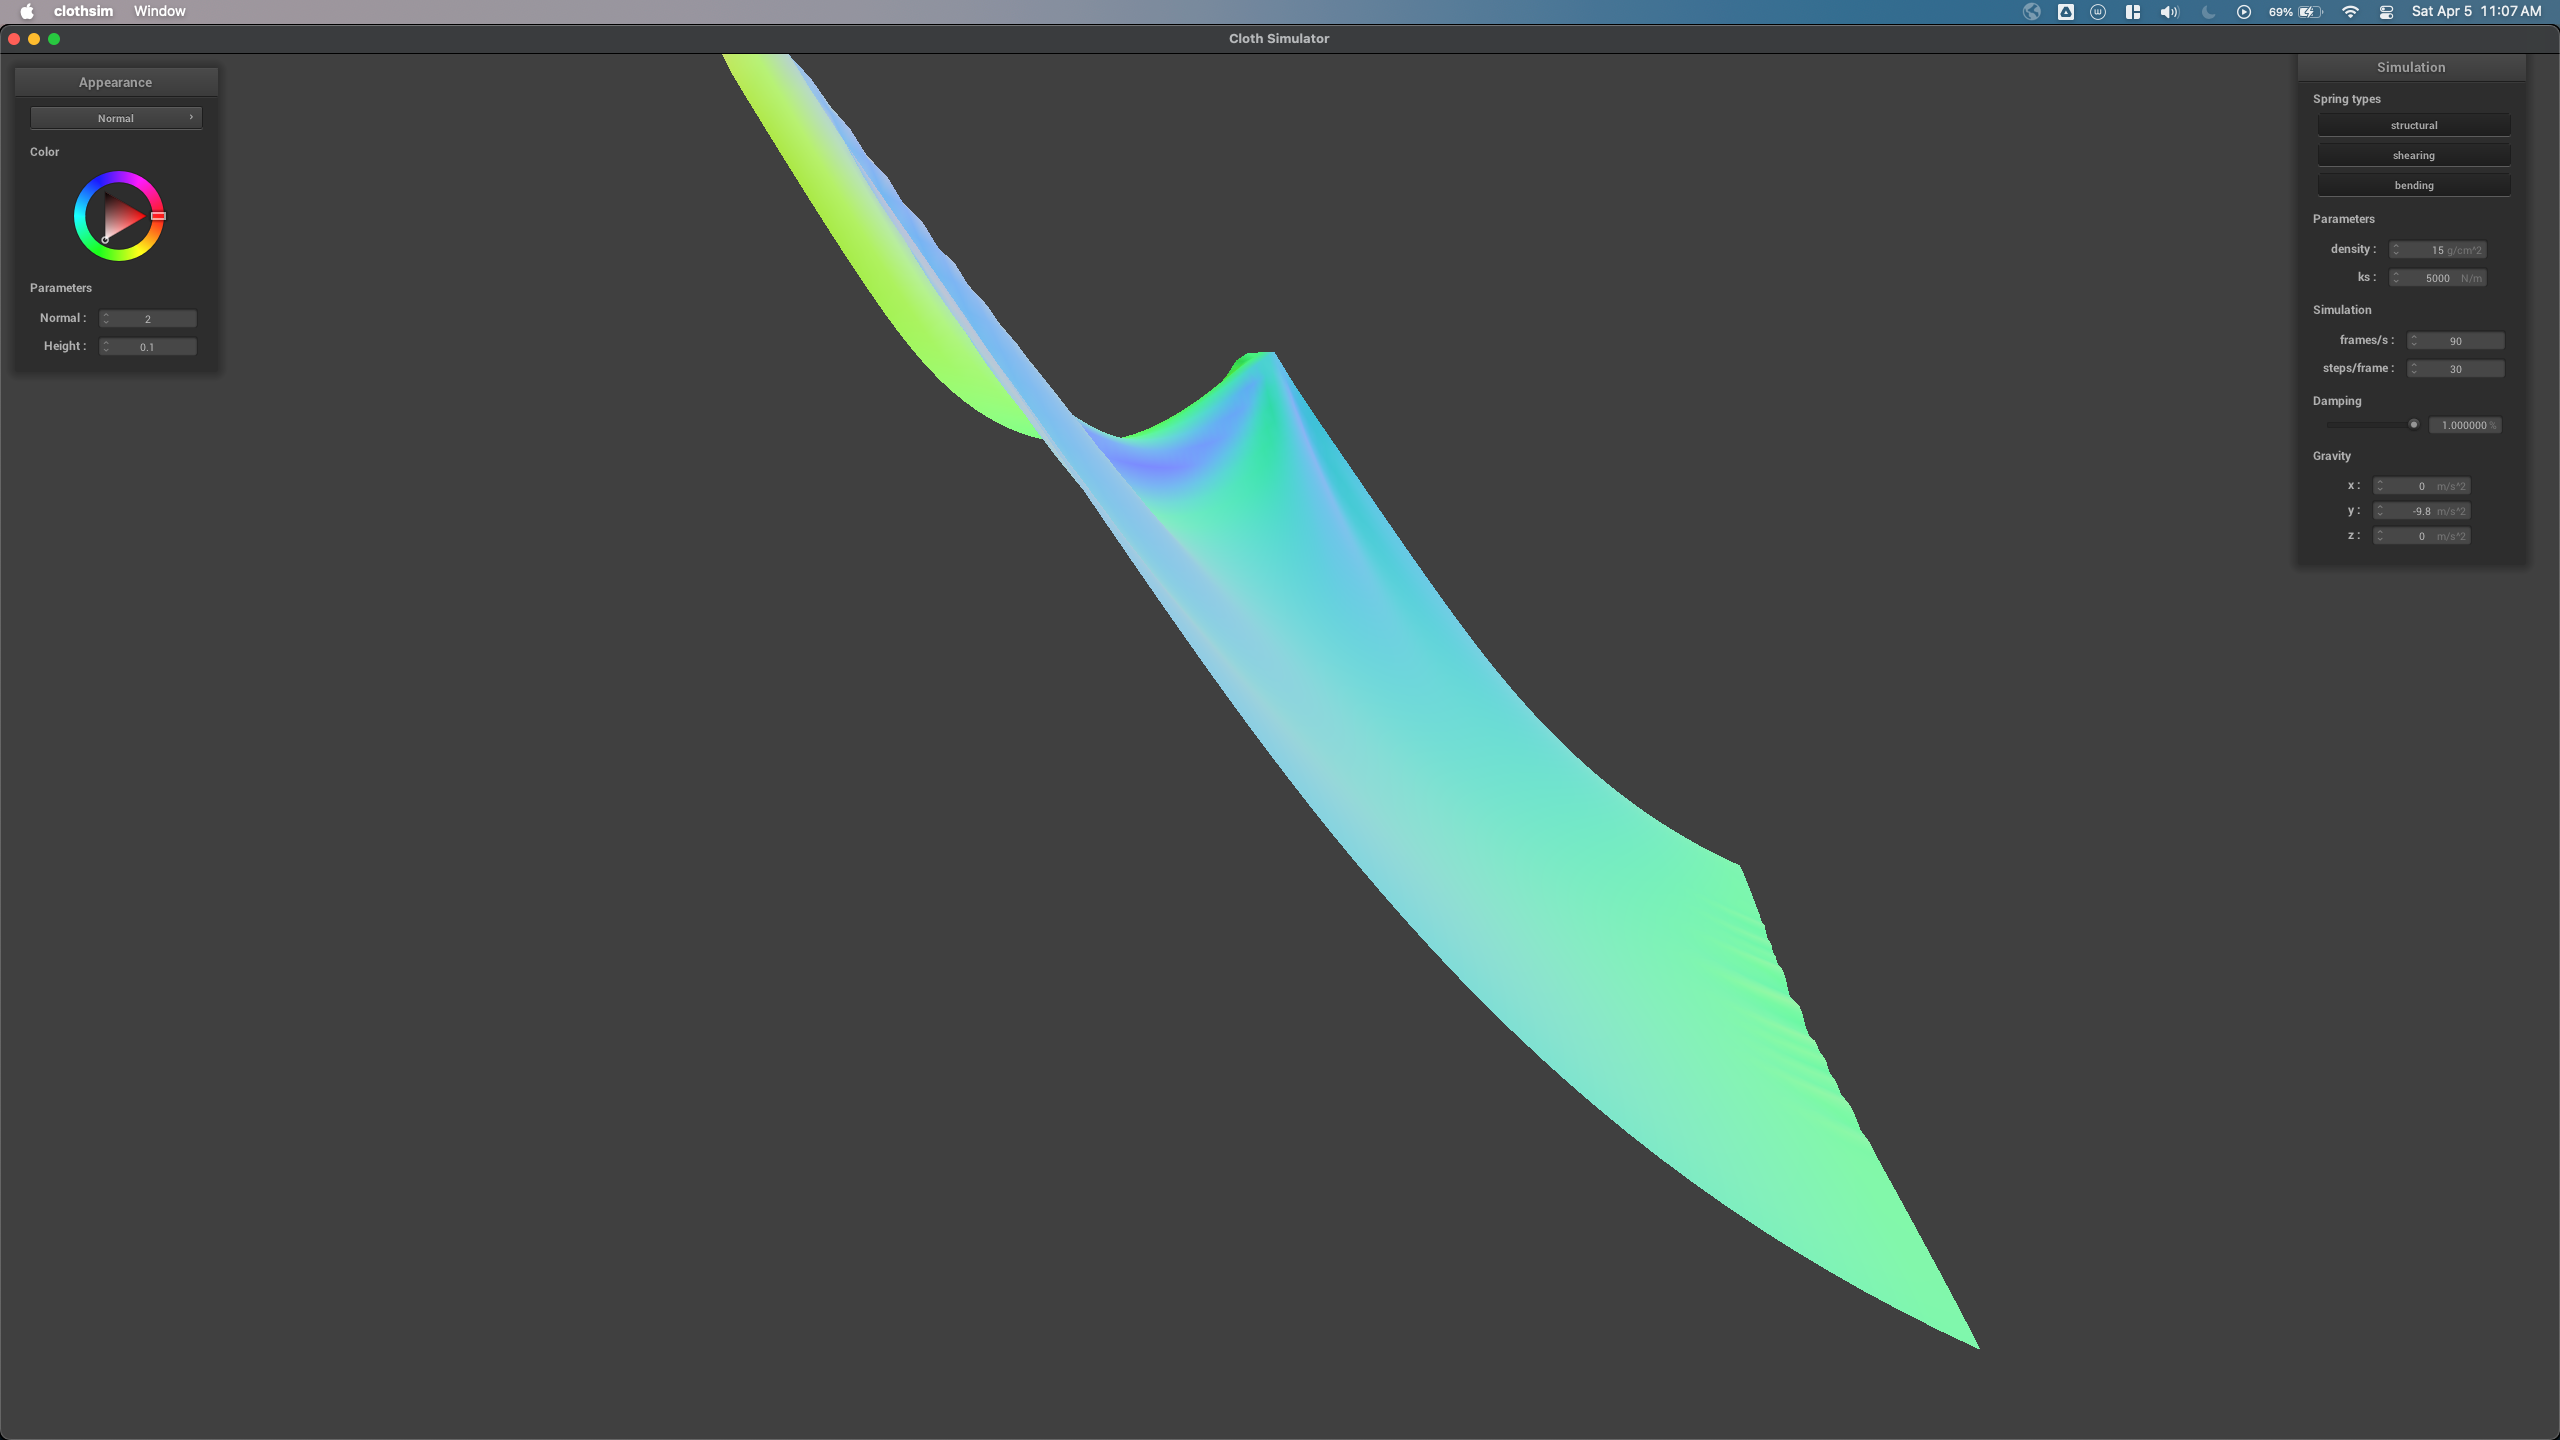 clothsim Window 69% Sat Apr 5 11:07 AM
Cloth Simulator
Appearance
Normal
Color
Parameters
Normal : 2
Height : 0.1
Simulation
Spring types
structural
shearing
bending
Parameters
density : 15 g/cm^2
ks : 5000 N/m
Simulation
frames/s : 90
steps/frame : 30
Damping
1.000000 %
Gravity
x : 0 m/s^2
y : -9.8 m/s^2
z : 0 m/s^2